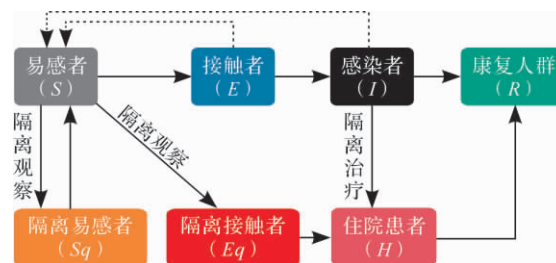 易感者
（S）
接触者
（E）
感染者
（I）
康复人群
（R）
隔离观察
隔离观察
隔离治疗
隔离易感者
（Sq）
隔离接触者
（Eq）
住院患者
（H）